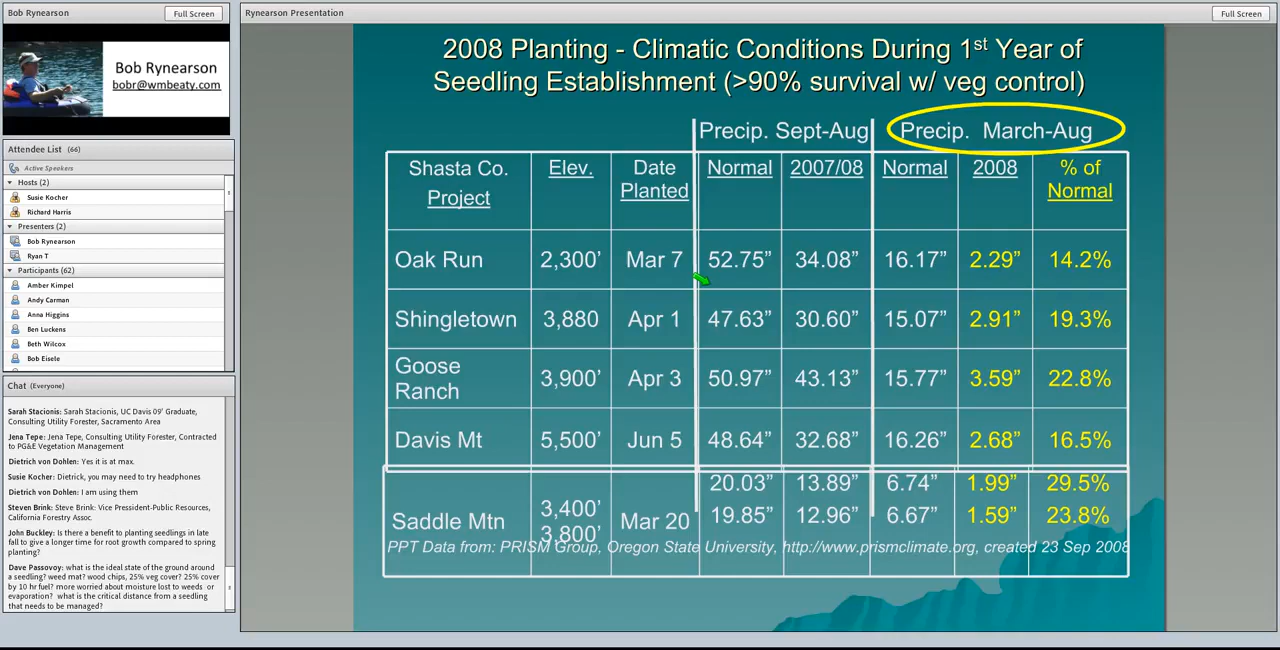 Bob Rynearson
Full Screen
Bob Rynearson
bobr@wmbeaty.com
Attendee List (66)
Active Speakers
Hosts (2)
Susie Kocher
Richard Harris
Presenters (2)
Bob Rynearson
Ryan T
Participants (62)
Amber Kimpel
Andy Carman
Anna Higgins
Ben Luckens
Beth Wilcox
Bob Eisele
Chat (Everyone)
Sarah Stacionis: Sarah Stacionis, UC Davis 09' Graduate,
Consulting Utility Forester, Sacramento Area
Jena Tepe: Jena Tepe, Consulting Utility Forester, Contracted
to PG&E Vegetation Management
Dietrich von Dohlen: Yes it is at max.
Susie Kocher: Dietrick, you may need to try headphones
Dietrich von Dohlen: I am using them
Steven Brink: Steve Brink: Vice President-Public Resources,
California Forestry Assoc.
John Buckley: Is there a benefit to planting seedlings in late
fall to give a longer time for root growth compared to spring
planting?
Dave Passovoy: what is the ideal state of the ground around
a seedling? weed mat? wood chips, 25% veg cover? 25% cover
by 10 hr fuel? more worried about moisture lost to weeds or
evaporation? what is the critical distance from a seedling
that needs to be managed?
Rynearson Presentation
Full Screen
2008 Planting - Climatic Conditions During 1st Year of
Seedling Establishment (>90% survival w/ veg control)
Precip. Sept-Aug Precip. March-Aug
Shasta Co. Project Elev. Date Planted Normal 2007/08 Normal 2008 % of Normal
Oak Run 2,300' Mar 7 52.75" 34.08" 16.17" 2.29" 14.2%
Shingletown 3,880 Apr 1 47.63" 30.60" 15.07" 2.91" 19.3%
Goose Ranch 3,900' Apr 3 50.97" 43.13" 15.77" 3.59" 22.8%
Davis Mt 5,500' Jun 5 48.64" 32.68" 16.26" 2.68" 16.5%
20.03" 13.89" 6.74" 1.99" 29.5%
Saddle Mtn 3,400' 3,800' Mar 20 19.85" 12.96" 6.67" 1.59" 23.8%
PPT Data from: PRISM Group, Oregon State University, http://www.prismclimate.org, created 23 Sep 2008